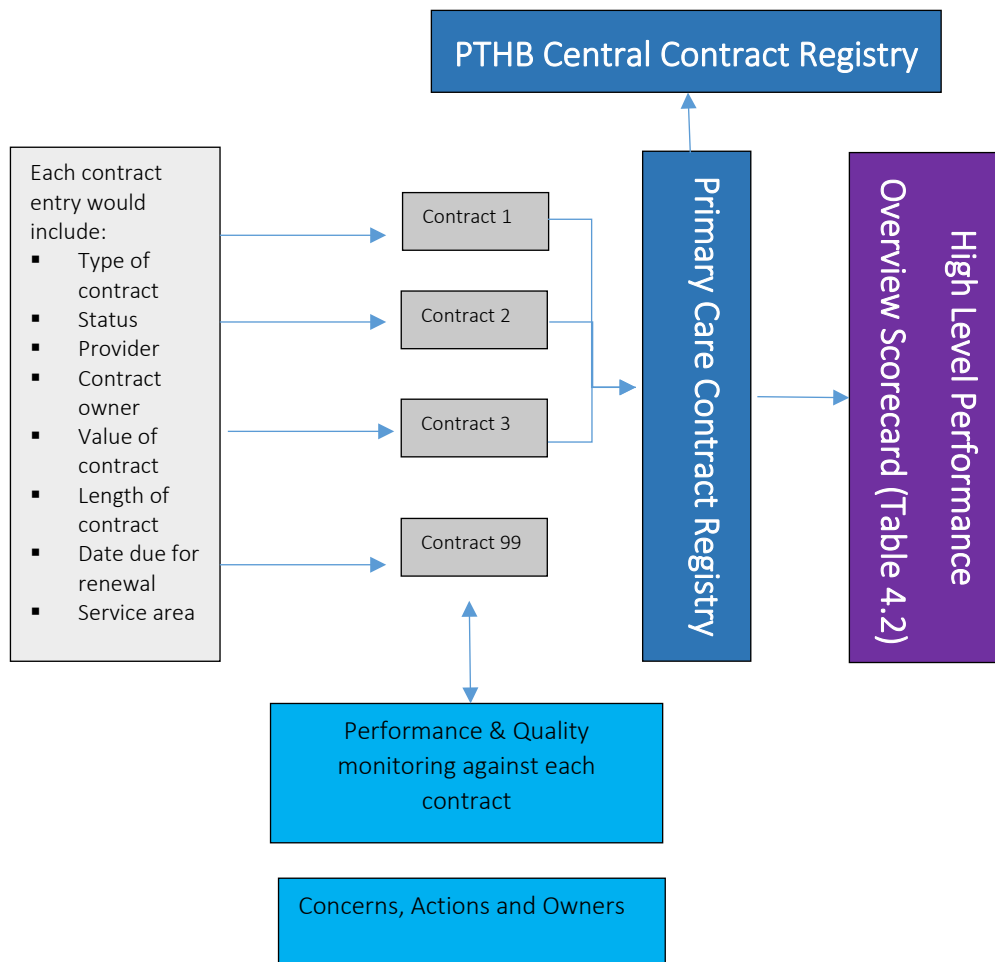 PTHB Central Contract Registry
Each contract
entry would
include:
▪ Type of
contract
▪ Status
▪ Provider
▪ Contract
owner
▪ Value of
contract
▪ Length of
contract
▪ Date due for
renewal
▪ Service area
Contract 1
Contract 2
Contract 3
Contract 99
Primary Care Contract Registry
High Level Performance
Overview Scorecard (Table 4.2)
Performance & Quality
monitoring against each
contract
Concerns, Actions and Owners